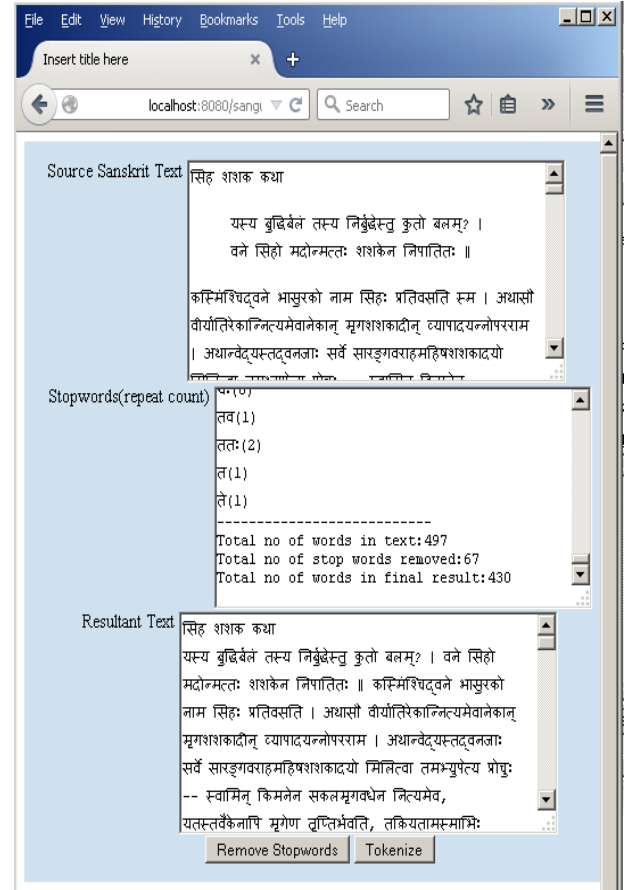 File Edit View History Bookmarks Tools Help
Insert title here
localhost:8080/sangu
Search
Source Sanskrit Text
सिह शशक कथा
यस्य बुद्धिर्बलं तस्य निर्बुद्धेस्तु कुतो बलम्? ।
वने सिहो मदोन्मत्तः शशकेन निपातितः ॥
कस्मिंश्चिद्वने भासुरको नाम सिहः प्रतिवसति स्म । अथासौ
वीर्यातिरेकान्नित्यमेवानेकान् मृगशशकादीन् व्यापादयन्नोपरराम
। अथान्वेद्यस्तद्वनजाः सर्वे सारङ्गवराहमहिषशशकादयो
Stopwords(repeat count)
तव(1)
ततः(2)
त(1)
ते(1)
---------------------------
Total no of words in text:497
Total no of stop words removed:67
Total no of words in final result:430
Resultant Text
सिह शशक कथा
यस्य बुद्धिर्बलं तस्य निर्बुद्धेस्तु कुतो बलम्? । वने सिहो
मदोन्मत्तः शशकेन निपातितः ॥ कस्मिंश्चिद्वने भासुरको
नाम सिहः प्रतिवसति । अथासौ वीर्यातिरेकान्नित्यमेवानेकान्
मृगशशकादीन् व्यापादयन्नोपरराम । अथान्वेद्यस्तद्वनजाः
सर्वे सारङ्गवराहमहिषशशकादयो मिलित्वा तमभ्युपेत्य प्रोचुः
-- स्वामिन् किमनेन सकलमृगवधेन नित्यमेव,
यतस्तवैकेनापि मृगेण तृप्तिर्भवति, तक्रियतामस्माभिः
Remove Stopwords Tokenize